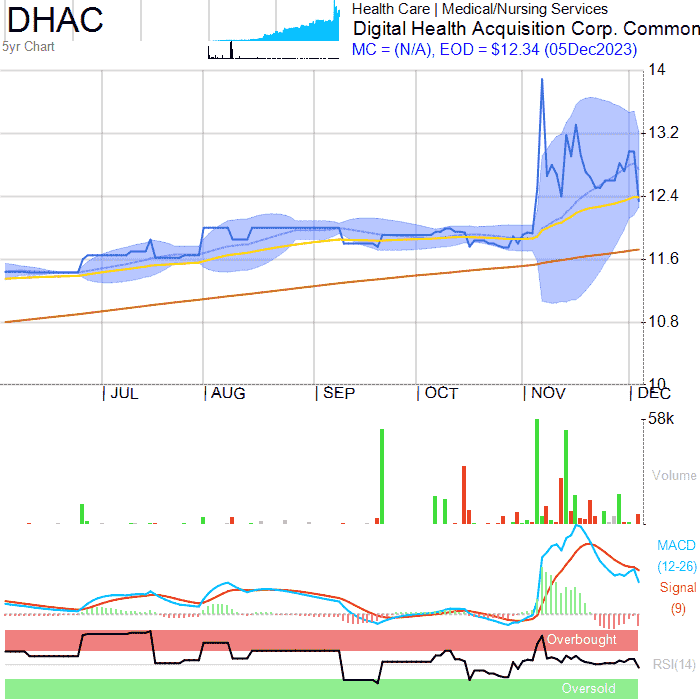 DHAC
5yr Chart
Health Care | Medical/Nursing Services
Digital Health Acquisition Corp. Common
MC = (N/A), EOD = $12.34 (05Dec2023)
14
13.2
12.4
11.6
10.8
10
JUL AUG SEP OCT NOV DEC
58k
Volume
MACD
(12-26)
Signal
(9)
Overbought
RSI(14)
Oversold